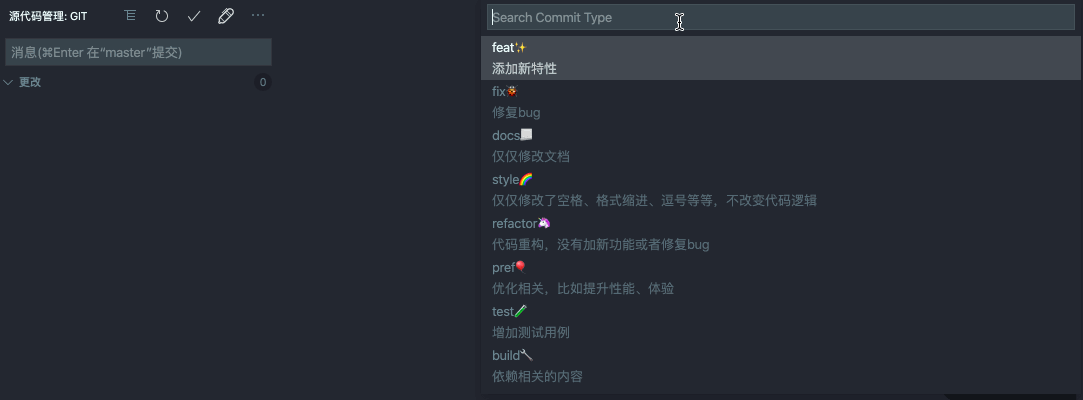 源代码管理: GIT
消息(⌘Enter 在“master”提交)
更改
0
Search Commit Type
feat✨
添加新特性
fix🐞
修复bug
docs📃
仅仅修改文档
style🌈
仅仅修改了空格、格式缩进、逗号等等，不改变代码逻辑
refactor🦄
代码重构，没有加新功能或者修复bug
pref🎈
优化相关，比如提升性能、体验
test🧪
增加测试用例
build🔧
依赖相关的内容